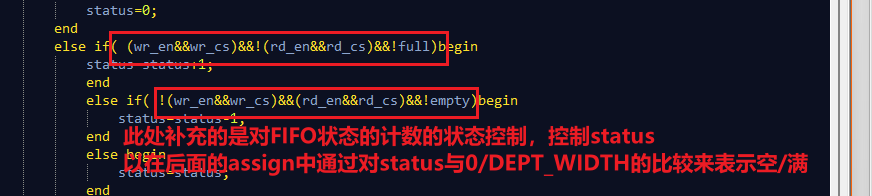 status=0;
end
else if( (wr_en&&wr_cs)&&!(rd_en&&rd_cs)&&!full)begin
status=status+1;
end
else if( !(wr_en&&wr_cs)&&(rd_en&&rd_cs)&&!empty)begin
status=status-1;
end
此处补充的是对FIFO状态的计数的状态控制，控制status
else begin
以在后面的assign中通过对status与0/DEPT_WIDTH的比较来表示空/满
status=status;
end